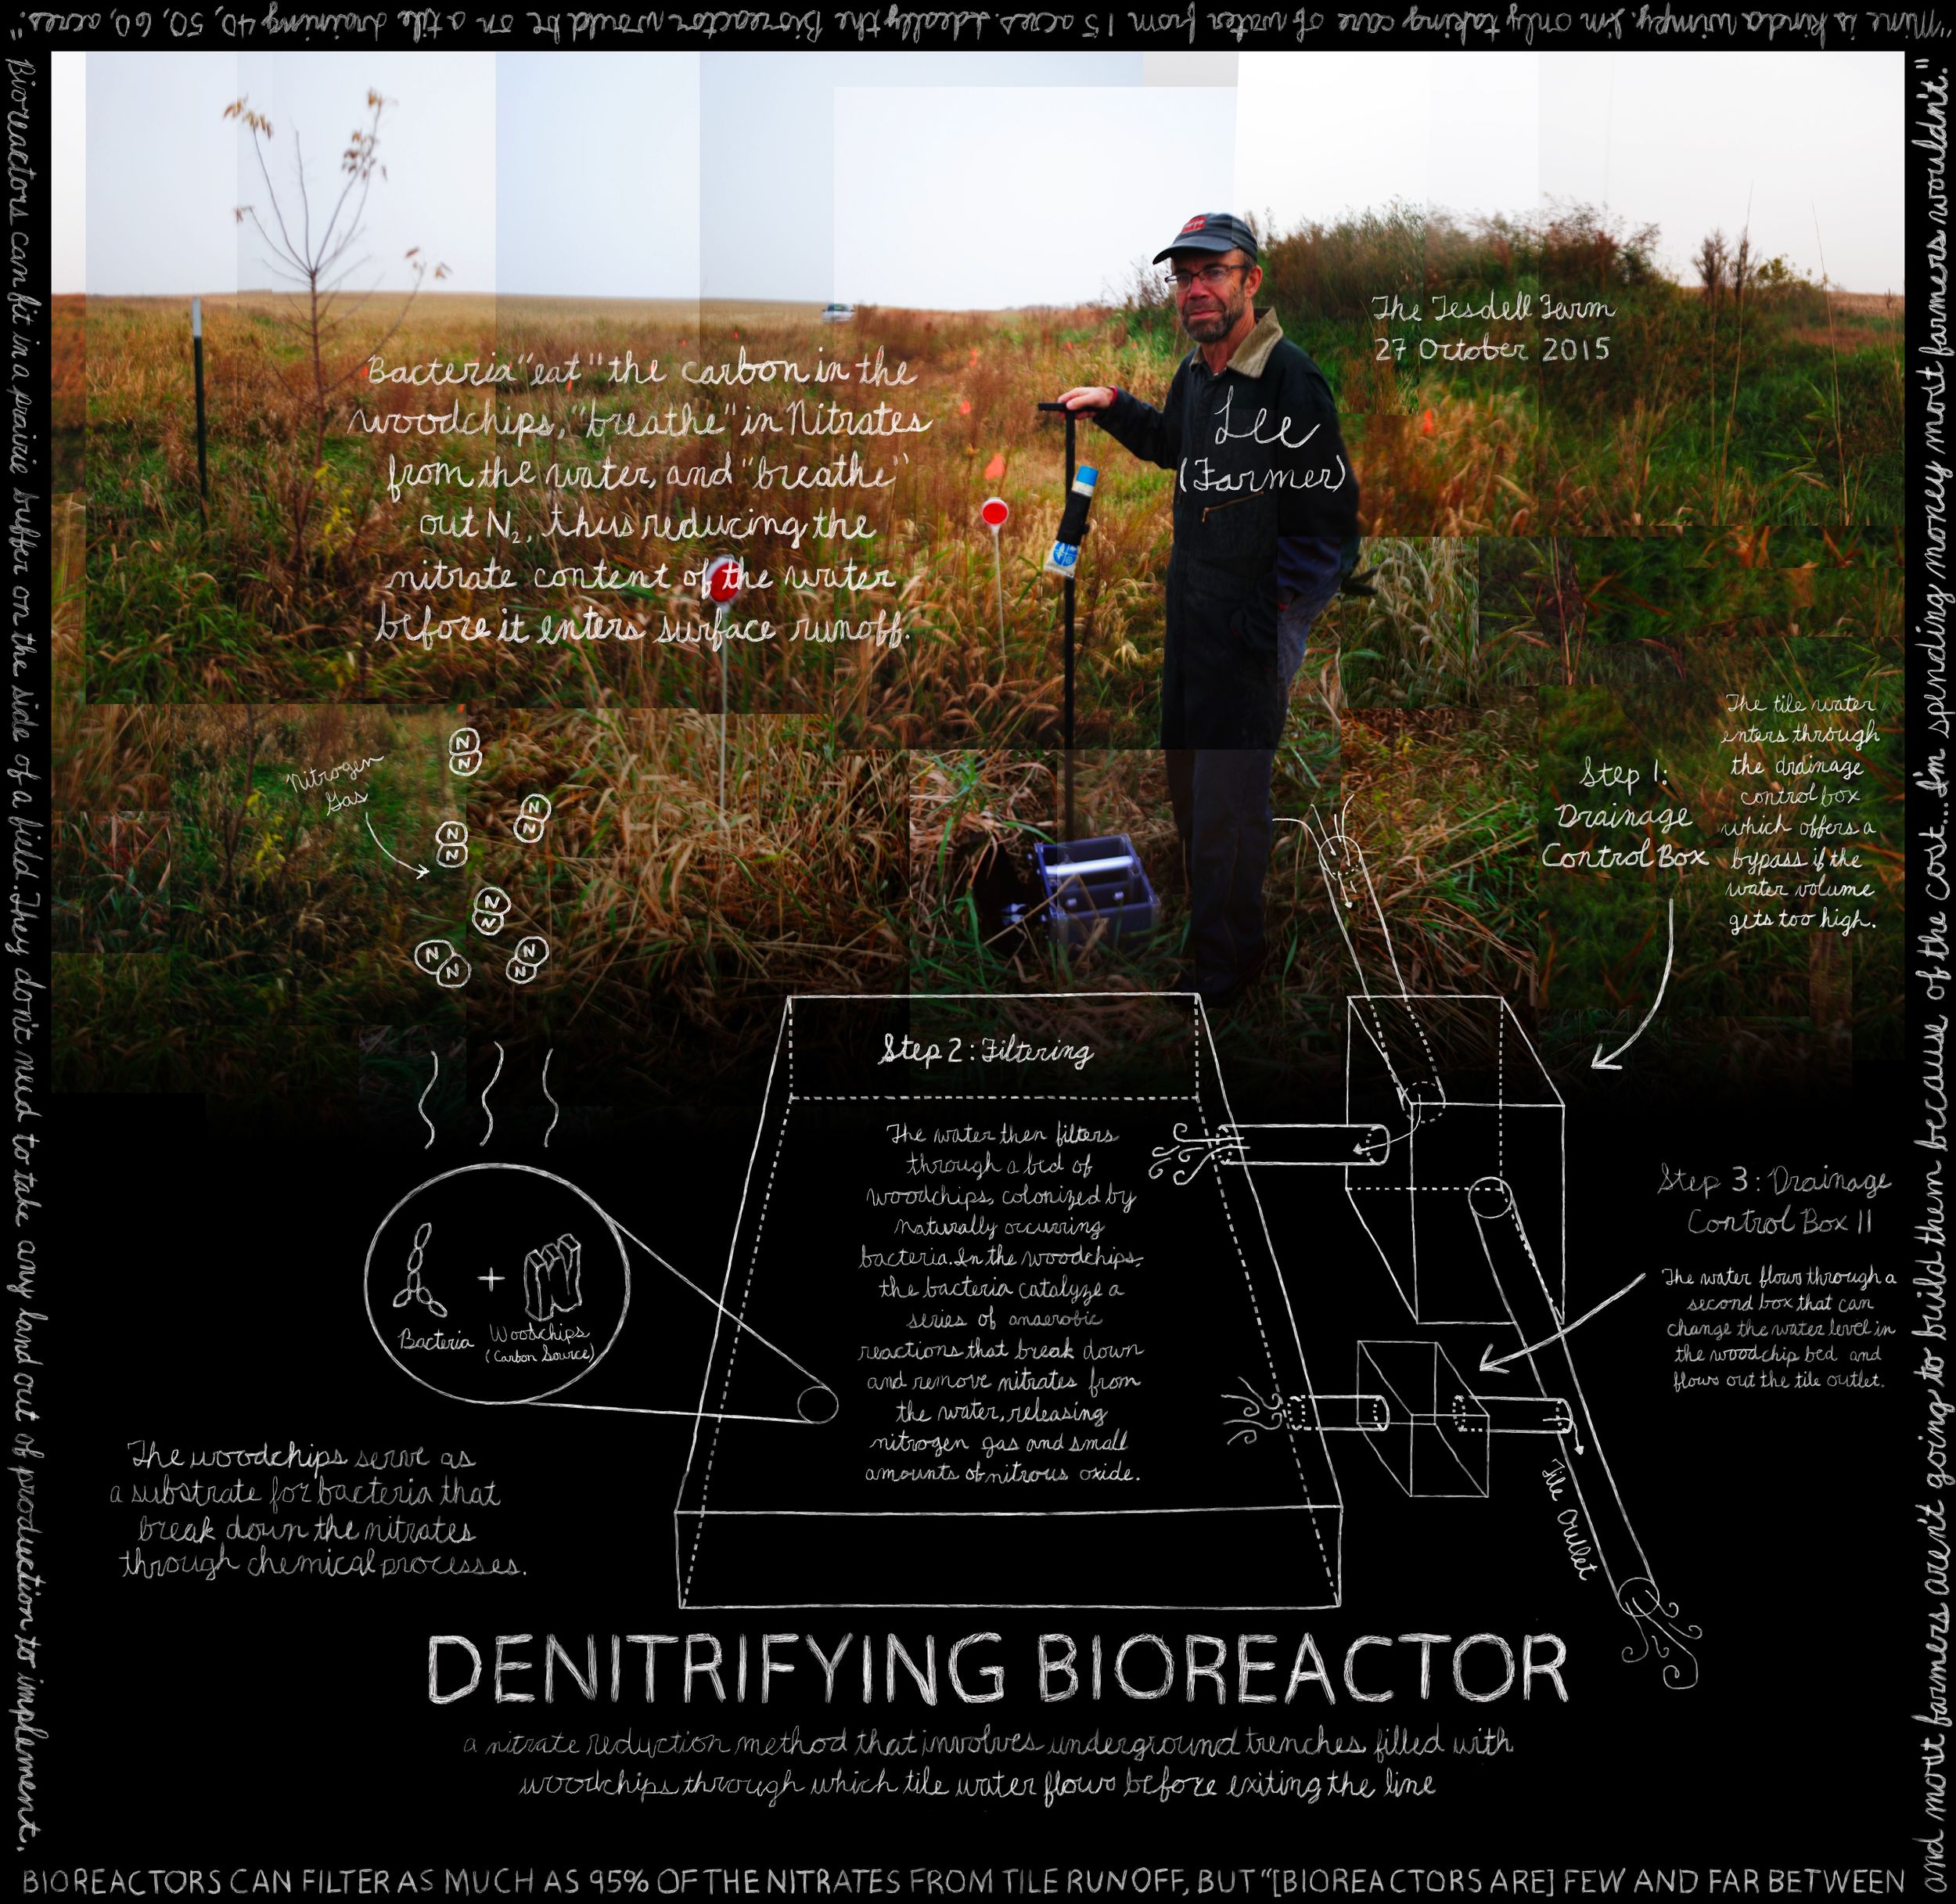 "Mine is kinda wimpy. I'm only taking care of water from 15 acres. Ideally the Bioreactor would be on a tile draining 40, 50, 60, acres."
Bioreactors can fit in a prairie buffer on the side of a field. They don't need to take any land out of production to implement.
The Tesdell Farm
27 October 2015
Bacteria "eat" the carbon in the
woodchips, "breathe" in Nitrates
from the water, and "breathe"
out N₂, thus reducing the
nitrate content of the water
before it enters surface runoff.
Lee
(Farmer)
Nitrogen
Gas
N
N
N
N
N
N
N
N
N
N
N
N
Step 1:
Drainage
Control Box
The tile water
enters through
the drainage
control box
which offers a
bypass if the
water volume
gets too high.
Step 2: Filtering
The water then filters
through a bed of
woodchips, colonized by
naturally occurring
bacteria. In the woodchips,
the bacteria catalyze a
series of anaerobic
reactions that break down
and remove nitrates from
the water, releasing
nitrogen gas and small
amounts of nitrous oxide.
Step 3: Drainage
Control Box II
The water flows through a
second box that can
change the water level in
the woodchip bed and
flows out the tile outlet.
Bacteria
+
Woodchips
(Carbon Source)
The woodchips serve as
a substrate for bacteria that
break down the nitrates
through chemical processes.
Tile Outlet
DENITRIFYING BIOREACTOR
a nitrate reduction method that involves underground trenches filled with
woodchips through which tile water flows before exiting the line
BIOREACTORS CAN FILTER AS MUCH AS 95% OF THE NITRATES FROM TILE RUNOFF, BUT "[BIOREACTORS ARE] FEW AND FAR BETWEEN
and most farmers aren't going to build them because of the cost...I'm spending money most farmers wouldn't."